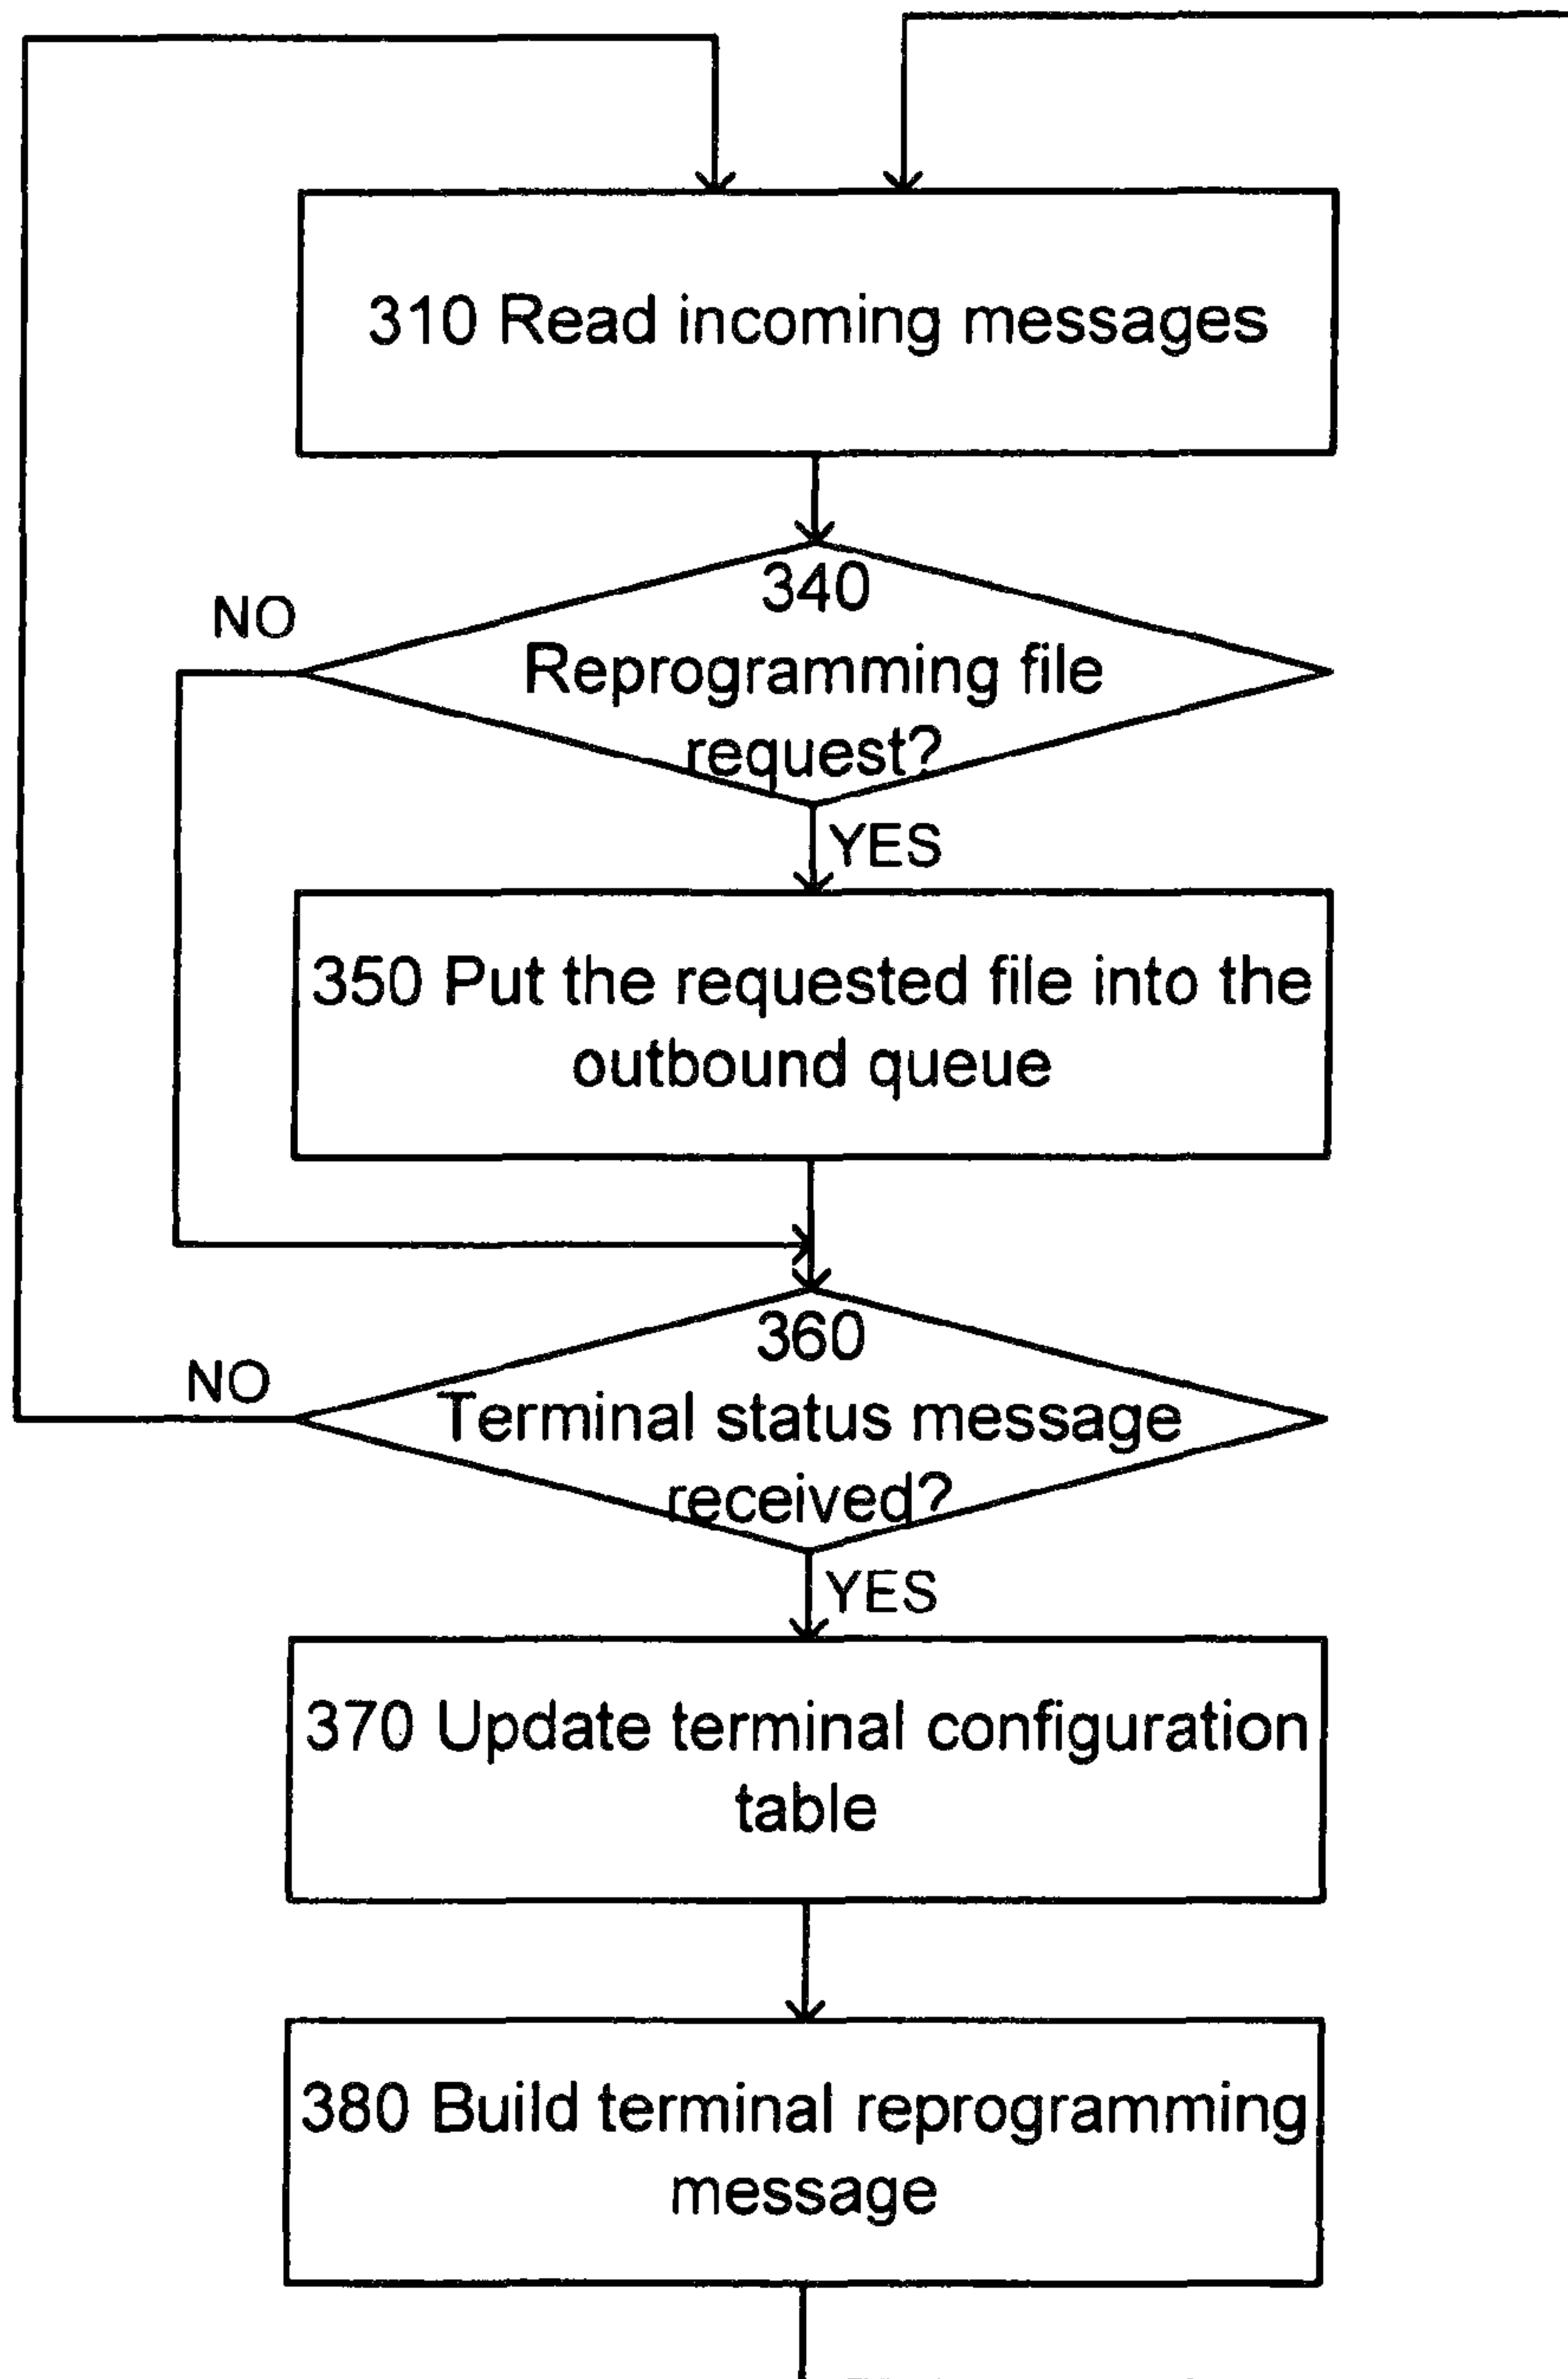 310 Read incoming messages
340
NO
Reprogramming file
request?
YES
350 Put the requested file into the
outbound queue
360
NO
Terminal status message
received?
YES
370 Update terminal configuration
table
380 Build terminal reprogramming
message